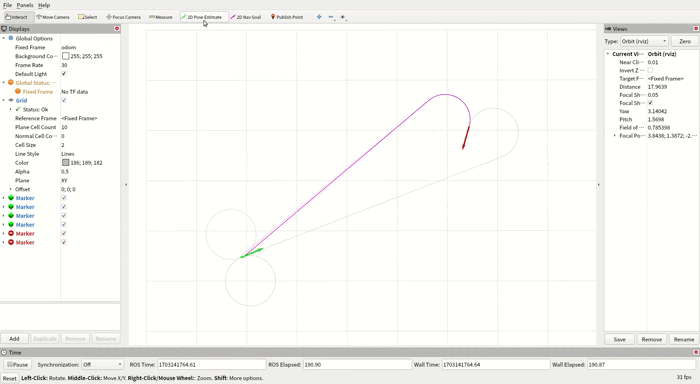 File Panels Help
Interact Move Camera Select Focus Camera Measure 2D Pose Estimate 2D Nav Goal Publish Point
Displays
Global Options
Fixed Frame odom
Background Co··· 255; 255; 255
Frame Rate 30
Default Light
Global Status: ···
Fixed Frame No TF data
Grid
Status: Ok
Reference Frame <Fixed Frame>
Plane Cell Count 10
Normal Cell Co··· 0
Cell Size 2
Line Style Lines
Color 186; 189; 182
Alpha 0.5
Plane XY
Offset 0; 0; 0
Marker
Marker
Marker
Marker
Marker
Marker
Add Duplicate Remove Rename
Views
Type: Orbit (rviz) Zero
Current Vi··· Orbit (rviz)
Near Cli··· 0.01
Invert Z ···
Target F··· <Fixed Frame>
Distance 17.9639
Focal Sh··· 0.05
Focal Sh···
Yaw 3.14042
Pitch 1.5698
Field of ··· 0.785398
Focal Po··· 3.8438; 1.3872; -2.···
Save Remove Rename
Time
Pause Synchronization: Off ROS Time: 1703141764.61 ROS Elapsed: 190.90 Wall Time: 1703141764.64 Wall Elapsed: 190.87
Reset Left-Click: Rotate. Middle-Click: Move X/Y. Right-Click/Mouse Wheel: Zoom. Shift: More options. 31 fps